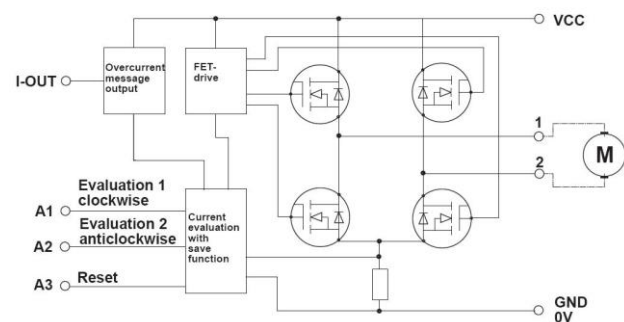 VCC
Overcurrent
message
output
FET-
drive
I-OUT
1
2
M
Evaluation 1
clockwise
A1
Evaluation 2
anticlockwise
A2
Reset
A3
Current
evaluation
with
save
function
GND
0V